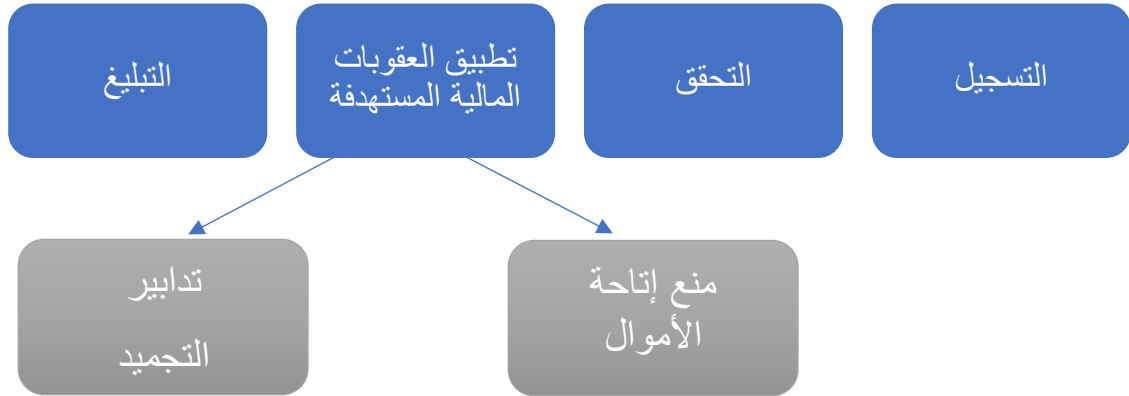 التسجيل
التحقق
تطبيق العقوبات
المالية المستهدفة
التبليغ
منع إتاحة
الأموال
تدابير
التجميد